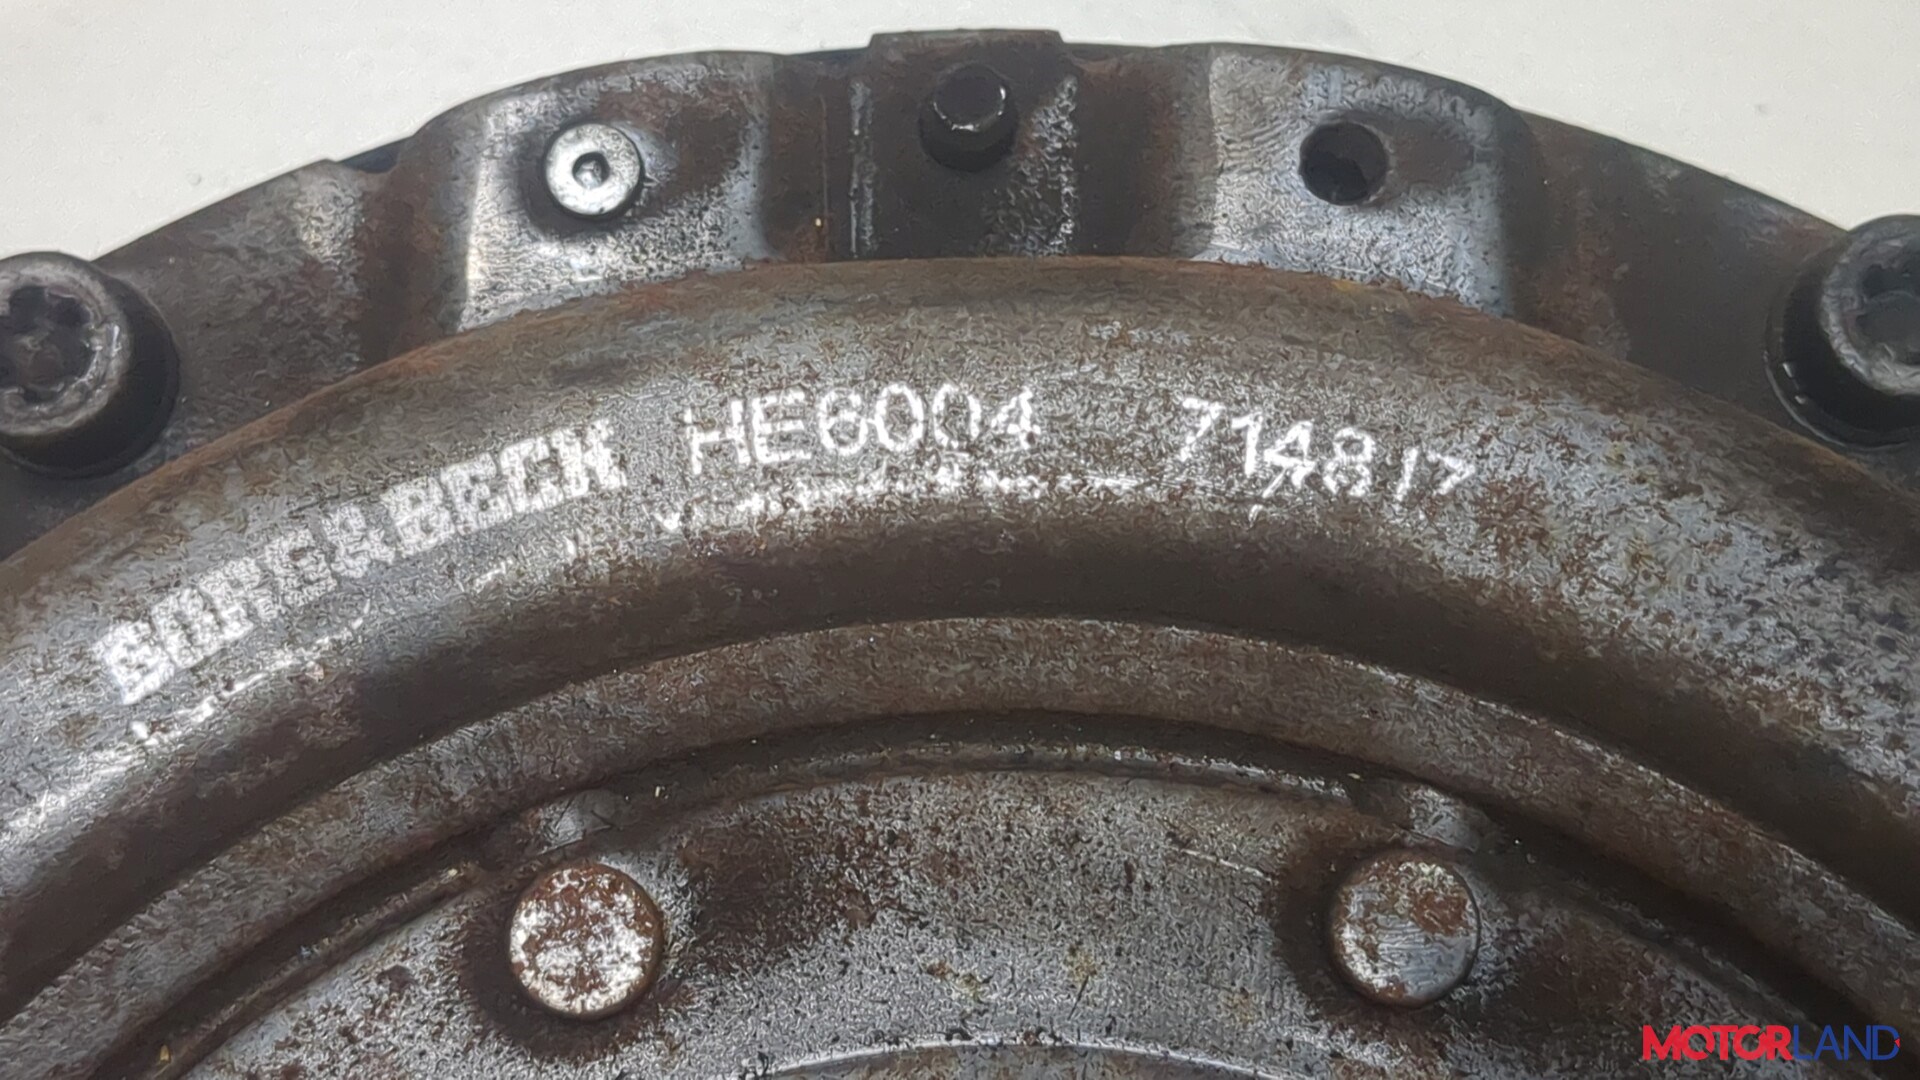 BORG & BECK HE6004 714817
MOTORLAND